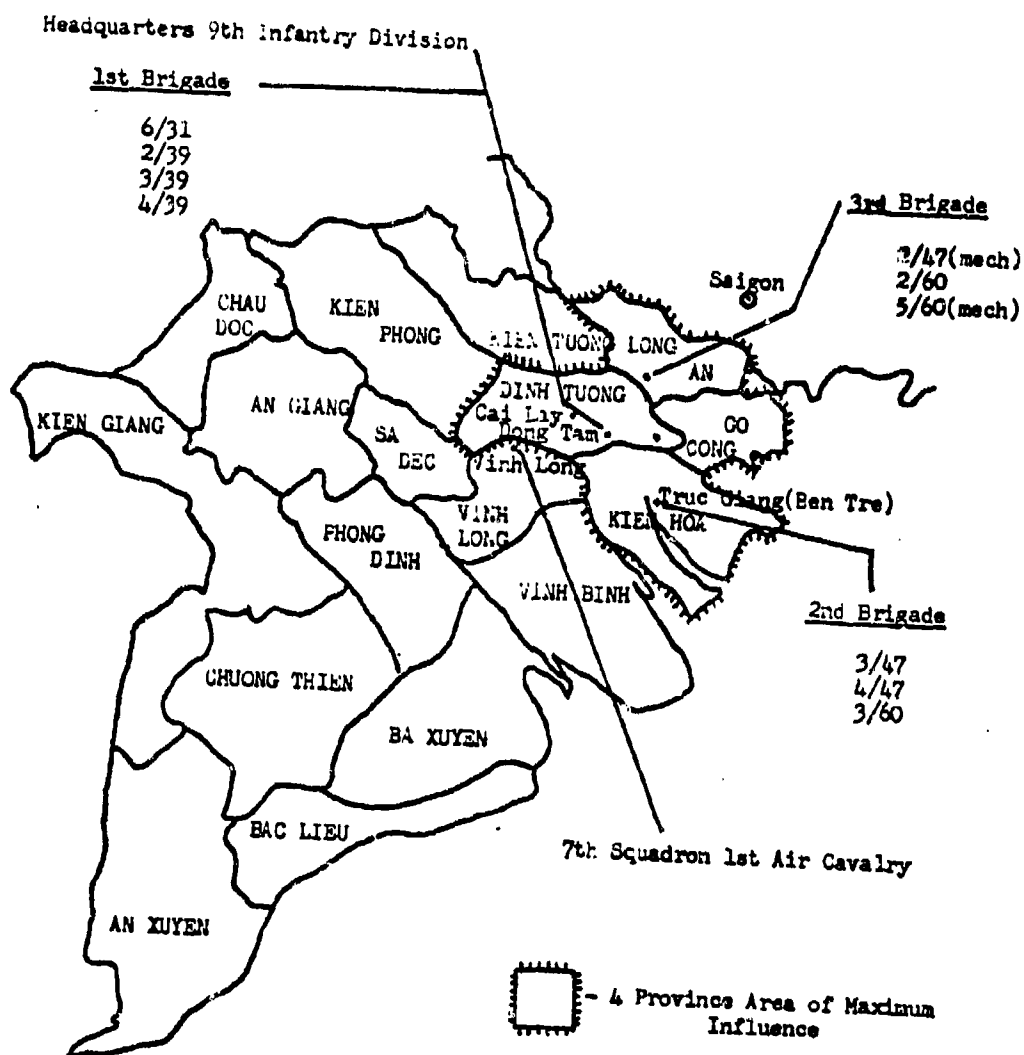 Headquarters 9th Infantry Division
1st Brigade
6/31
2/39
3/39
4/39
3rd Brigade
2/47(mech)
2/60
5/60(mech)
Saigon
CHAU
DOC
KIEN
PHONG
KIEN TUONG
LONG
AN
KIEN GIANG
AN GIANG
SA
DEC
DINH TUONG
Cai Lay
Dong Tam
GO
CONG
Vinh Long
VINH
LONG
Truc Giang(Ben Tre)
KIEN HOA
PHONG
DINH
VINH BINH
2nd Brigade
3/47
4/47
3/60
CHUONG THIEN
BA XUYEN
BAC LIEU
7th Squadron 1st Air Cavalry
AN XUYEN
- 4 Province Area of Maximum
Influence